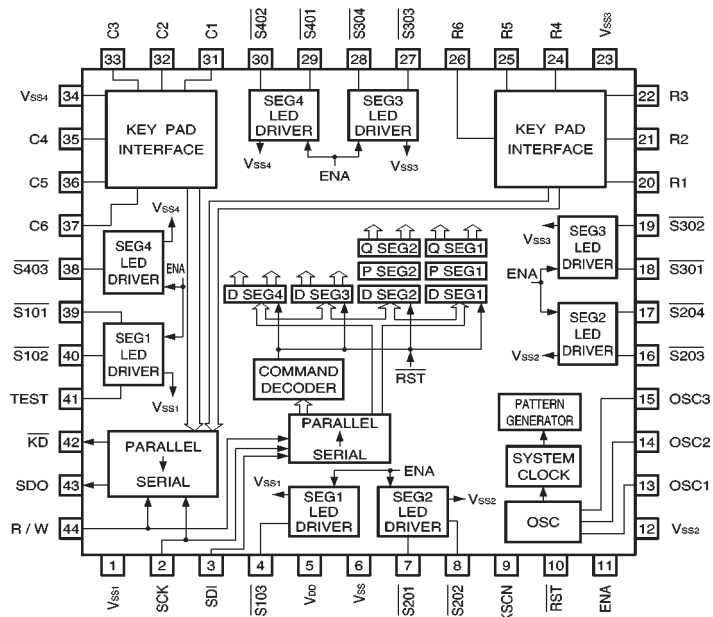 C3 C2 C1 S402 S401 S304 S303 R6 R5 R4 VSS3
33 32 31 30 29 28 27 26 25 24 23
VSS4 34
C4 35
C5 36
C6 37
S403 38
S101 39
S102 40
TEST 41
KD 42
SDO 43
R / W 44
KEY PAD
INTERFACE
SEG4
LED
DRIVER
VSS4
SEG3
LED
DRIVER
VSS3
ENA
KEY PAD
INTERFACE
22 R3
21 R2
20 R1
19 S302
18 S301
17 S204
16 S203
15 OSC3
14 OSC2
13 OSC1
12 VSS2
VSS4
SEG4
LED
DRIVER
ENA
SEG1
LED
DRIVER
VSS1
Q SEG2 Q SEG1
P SEG2 P SEG1
D SEG4 D SEG3 D SEG2 D SEG1
RST
COMMAND
DECODER
VSS3
SEG3
LED
DRIVER
ENA
SEG2
LED
DRIVER
VSS2
PARALLEL
SERIAL
PARALLEL
SERIAL
PATTERN
GENERATOR
SYSTEM
CLOCK
OSC
ENA
VSS1
SEG1
LED
DRIVER
SEG2
LED
DRIVER
VSS2
1 2 3 4 5 6 7 8 9 10 11
VSS1 SCK SDI S103 VDD VSS S201 S202 KSCN RST ENA